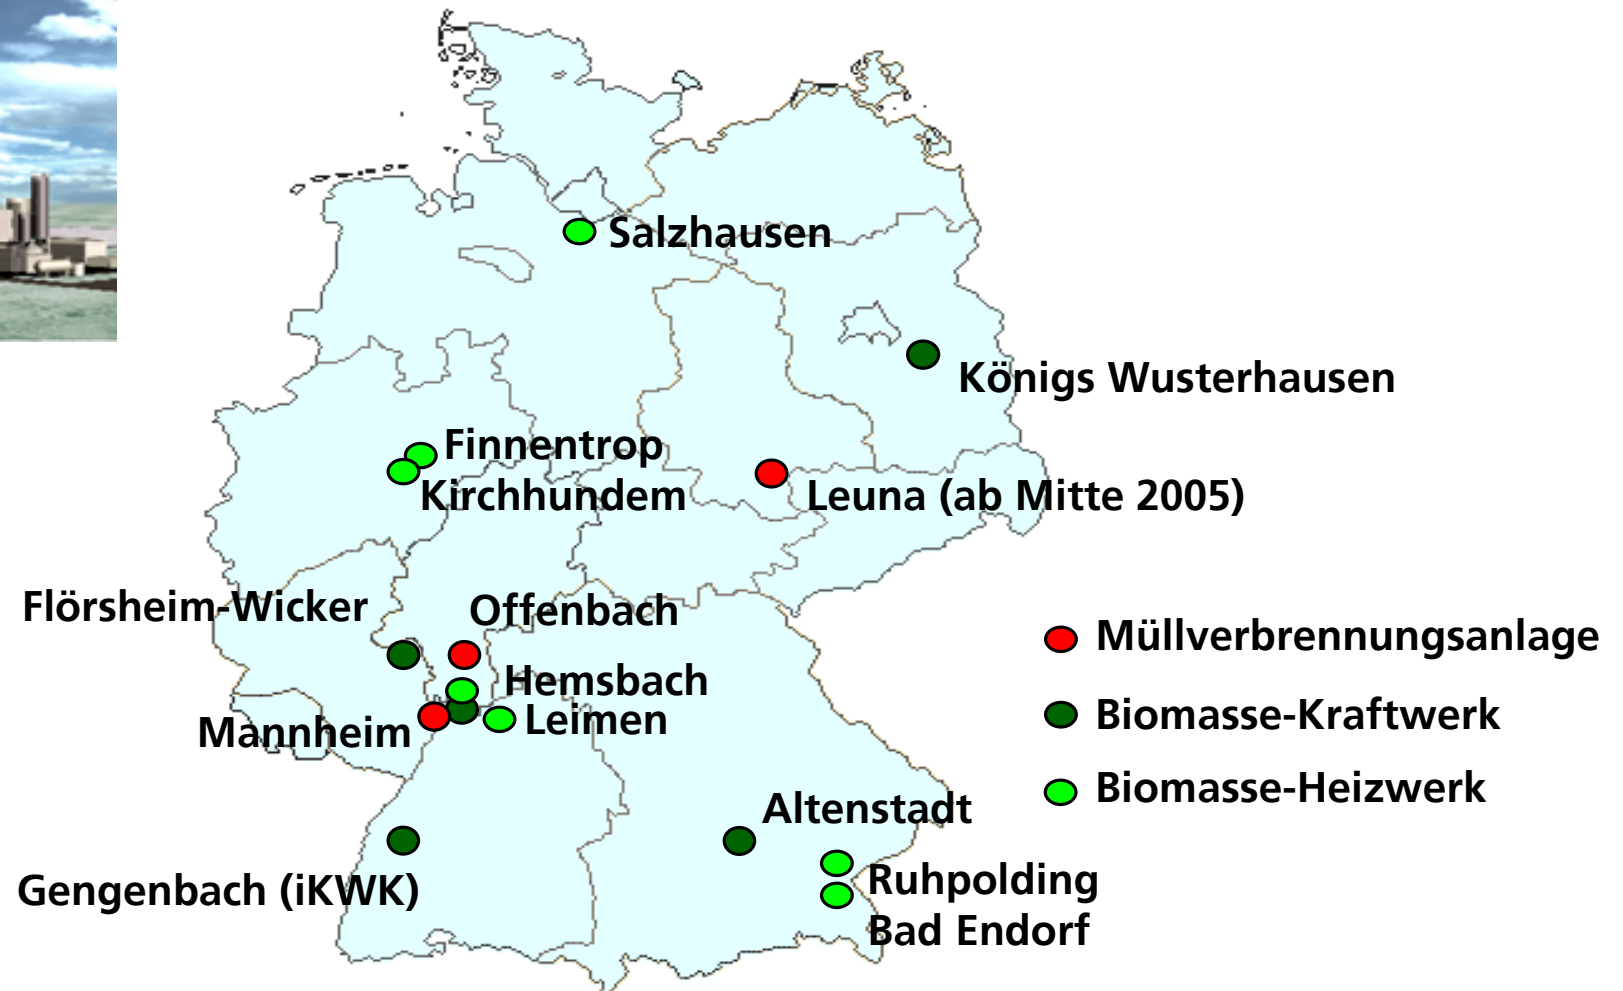 Salzhausen
Königs Wusterhausen
Finnentrop
Kirchhundem
Leuna (ab Mitte 2005)
Flörsheim-Wicker
Offenbach
Hemsbach
Leimen
Mannheim
Müllverbrennungsanlage
Biomasse-Kraftwerk
Biomasse-Heizwerk
Altenstadt
Gengenbach (iKWK)
Ruhpolding
Bad Endorf